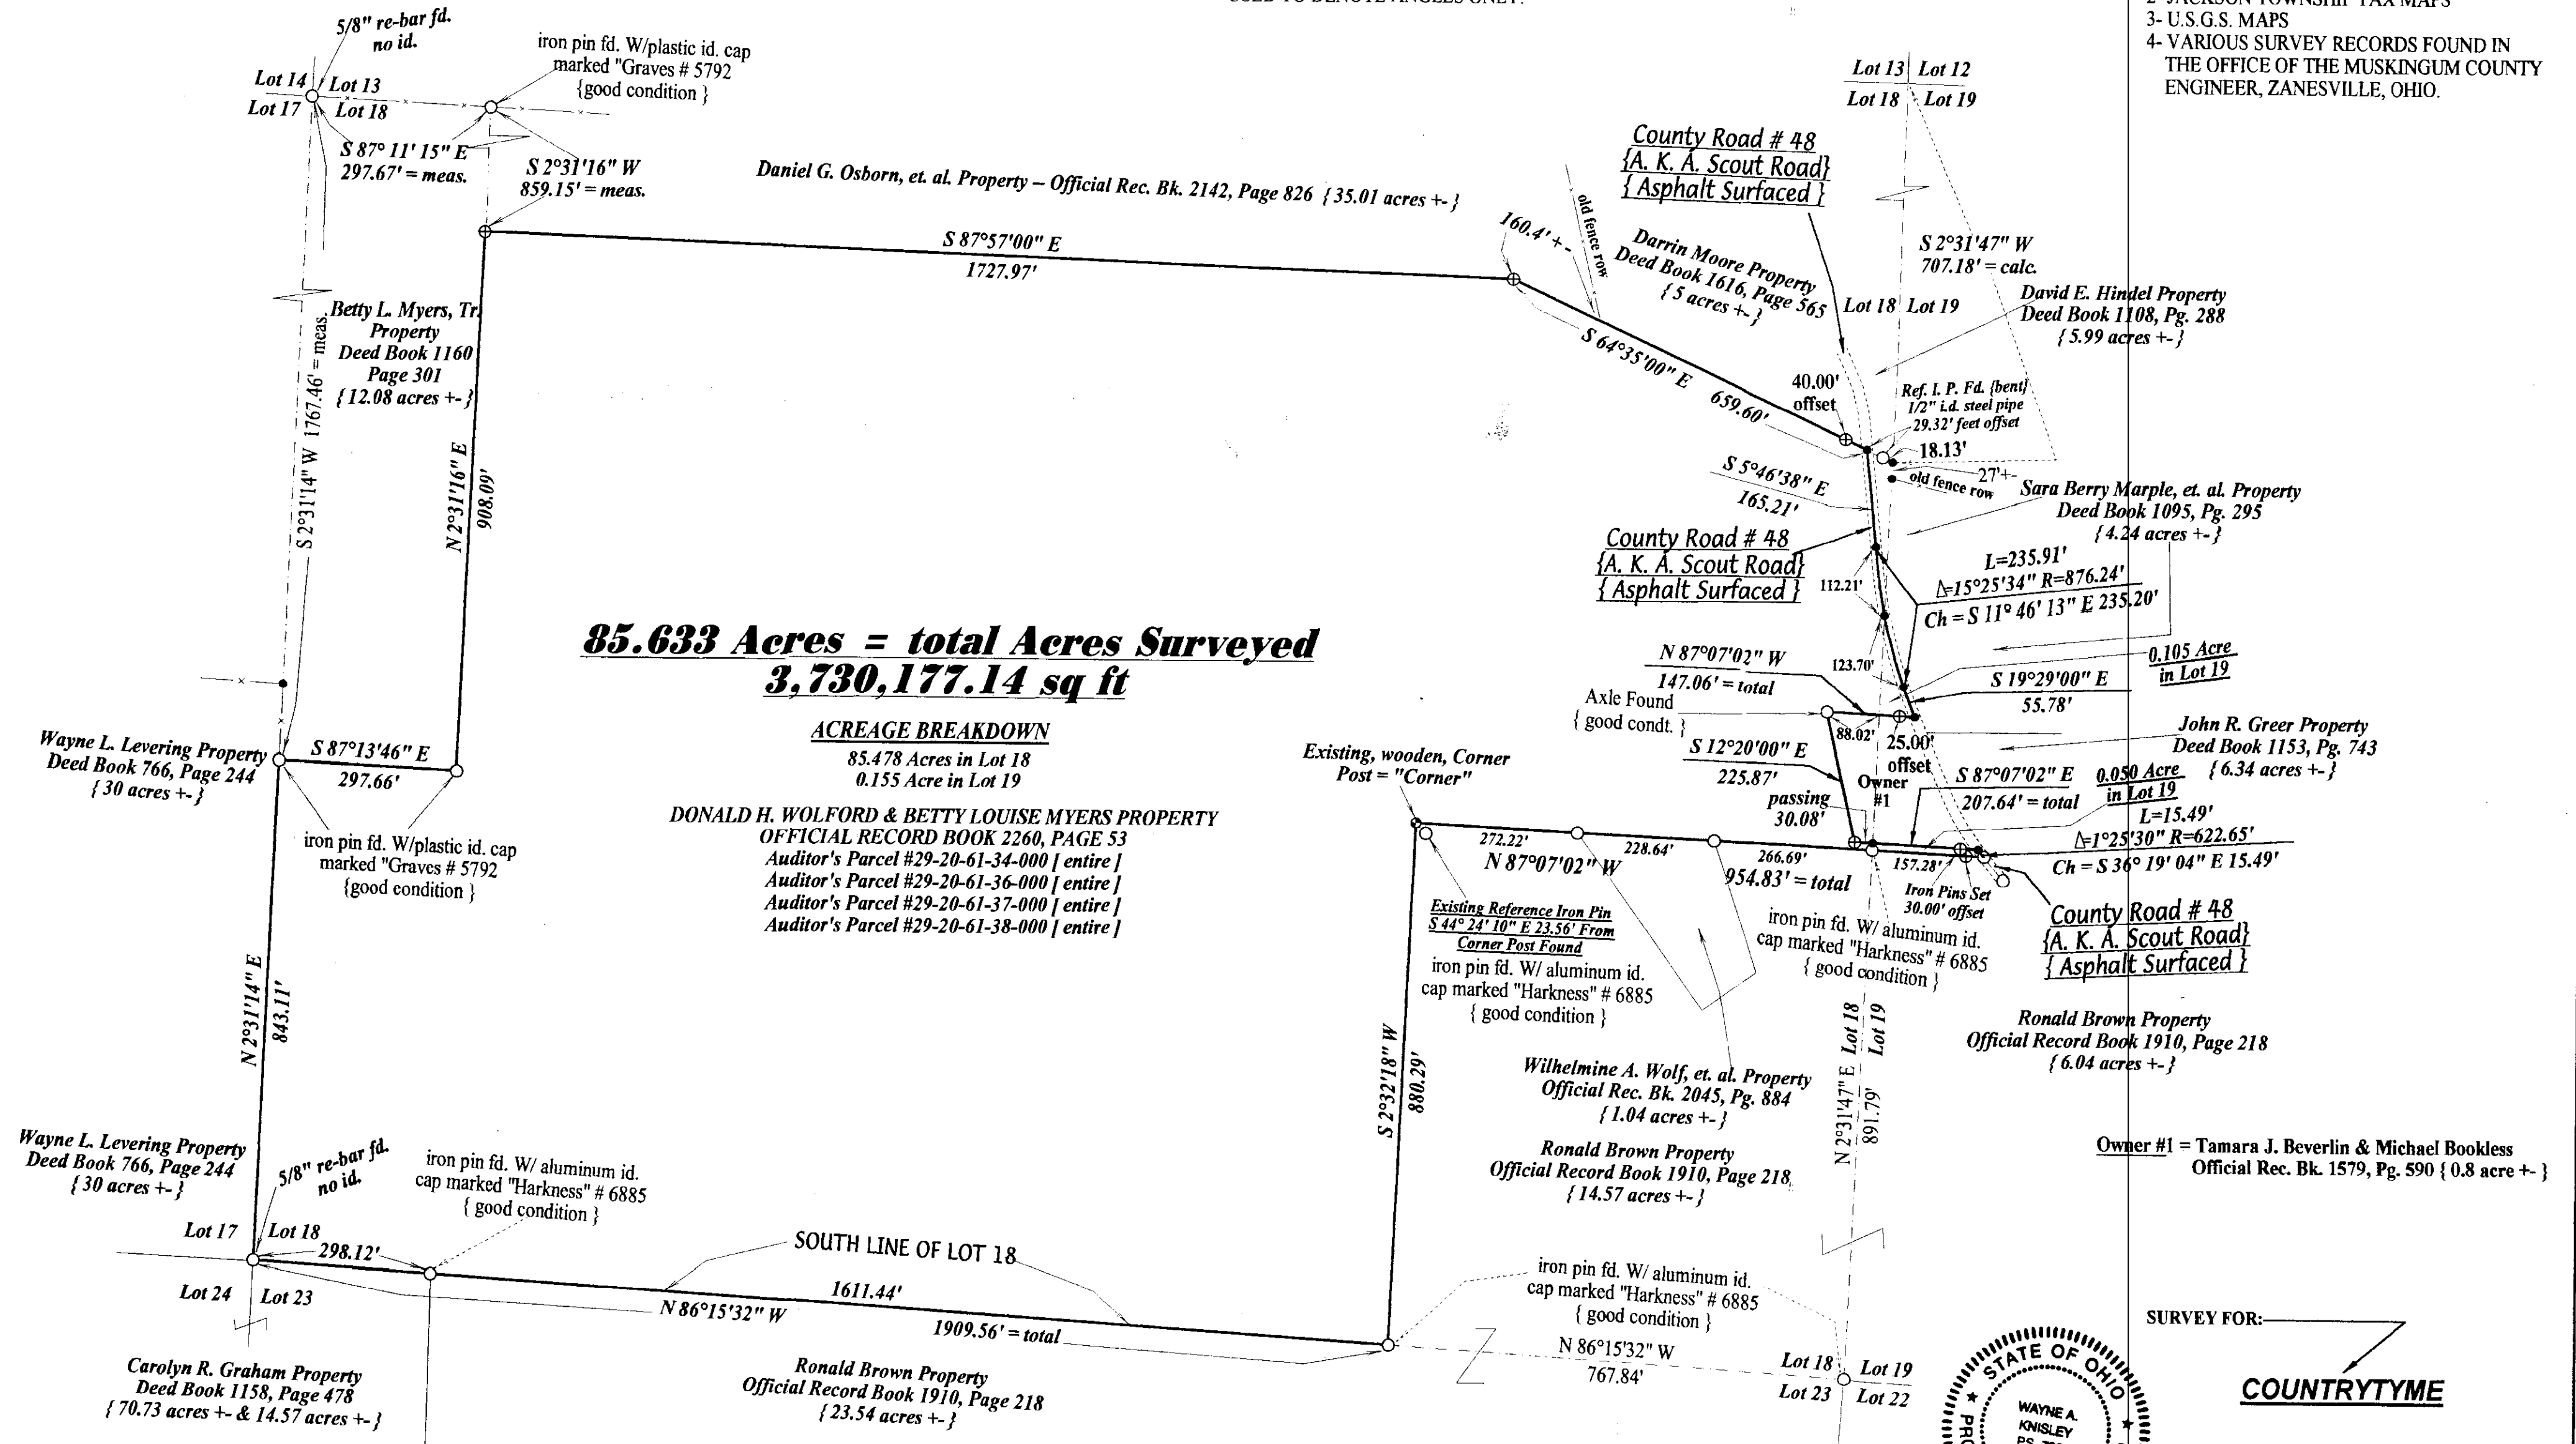 USED TO DENOTE ANGLES ONLY.
2- JACKSON TOWNSHIP TAX MAPS
3- U.S.G.S. MAPS
4- VARIOUS SURVEY RECORDS FOUND IN
THE OFFICE OF THE MUSKINGUM COUNTY
ENGINEER, ZANESVILLE, OHIO.
5/8" re-bar fd.
no id.
Lot 14 Lot 13
Lot 17 Lot 18
iron pin fd. W/plastic id. cap
marked "Graves # 5792
{good condition }
S 87° 11' 15" E
297.67' = meas.
S 2°31'16" W
859.15' = meas.
Daniel G. Osborn, et. al. Property – Official Rec. Bk. 2142, Page 826 { 35.01 acres +- }
S 87°57'00" E
1727.97'
160.4' +-
old fence row
Lot 13 Lot 12
Lot 18 Lot 19
County Road # 48
{A. K. A. Scout Road}
{ Asphalt Surfaced }
Darrin Moore Property
Deed Book 1616, Page 565
{ 5 acres +- }
Lot 18 Lot 19
S 2°31'47" W
707.18' = calc.
David E. Hindel Property
Deed Book 1108, Pg. 288
{ 5.99 acres +- }
S 64°35'00" E
659.60'
40.00'
offset
Ref. I. P. Fd. {bent}
1/2" i.d. steel pipe
29.32' feet offset
18.13'
27'+-
old fence row
Sara Berry Marple, et. al. Property
Deed Book 1095, Pg. 295
{ 4.24 acres +- }
Betty L. Myers, Tr.
Property
Deed Book 1160
Page 301
{ 12.08 acres +- }
S 2°31'14" W 1767.46' = meas.
N 2°31'16" E
908.09'
S 5°46'38" E
165.21'
County Road # 48
{A. K. A. Scout Road}
{ Asphalt Surfaced }
112.21'
L=235.91'
Δ=15°25'34" R=876.24'
Ch = S 11° 46' 13" E 235.20'
85.633 Acres = total Acres Surveyed
3,730,177.14 sq ft
ACREAGE BREAKDOWN
85.478 Acres in Lot 18
0.155 Acre in Lot 19
DONALD H. WOLFORD & BETTY LOUISE MYERS PROPERTY
OFFICIAL RECORD BOOK 2260, PAGE 53
Auditor's Parcel #29-20-61-34-000 [ entire ]
Auditor's Parcel #29-20-61-36-000 [ entire ]
Auditor's Parcel #29-20-61-37-000 [ entire ]
Auditor's Parcel #29-20-61-38-000 [ entire ]
N 87°07'02" W
147.06' = total
123.70'
0.105 Acre
in Lot 19
S 19°29'00" E
55.78'
Axle Found
{ good condt. }
88.02'
25.00'
offset
S 12°20'00" E
225.87'
Owner
#1
John R. Greer Property
Deed Book 1153, Pg. 743
{ 6.34 acres +- }
S 87°07'02" E
207.64' = total
0.050 Acre
in Lot 19
passing
30.08'
L=15.49'
Δ=1°25'30" R=622.65'
Ch = S 36° 19' 04" E 15.49'
Existing, wooden, Corner
Post = "Corner"
Wayne L. Levering Property
Deed Book 766, Page 244
{ 30 acres +- }
S 87°13'46" E
297.66'
iron pin fd. W/plastic id. cap
marked "Graves # 5792
{good condition }
272.22'
228.64'
266.69'
157.28'
N 87°07'02" W
954.83' = total
Iron Pins Set
30.00' offset
Existing Reference Iron Pin
S 44° 24' 10" E 23.56' From
Corner Post Found
iron pin fd. W/ aluminum id.
cap marked "Harkness" # 6885
{ good condition }
iron pin fd. W/ aluminum id.
cap marked "Harkness" # 6885
{ good condition }
County Road # 48
{A. K. A. Scout Road}
{ Asphalt Surfaced }
N 2°31'14" E
843.11'
S 2°32'18" W
880.29'
N 2°31'47" E Lot 18
891.79' Lot 19
Ronald Brown Property
Official Record Book 1910, Page 218
{ 6.04 acres +- }
Wilhelmine A. Wolf, et. al. Property
Official Rec. Bk. 2045, Pg. 884
{ 1.04 acres +- }
Ronald Brown Property
Official Record Book 1910, Page 218
{ 14.57 acres +- }
Owner #1 = Tamara J. Beverlin & Michael Bookless
Official Rec. Bk. 1579, Pg. 590 { 0.8 acre +- }
Wayne L. Levering Property
Deed Book 766, Page 244
{ 30 acres +- }
5/8" re-bar fd.
no id.
iron pin fd. W/ aluminum id.
cap marked "Harkness" # 6885
{ good condition }
Lot 17 Lot 18
Lot 24 Lot 23
298.12'
SOUTH LINE OF LOT 18
1611.44'
N 86°15'32" W
1909.56' = total
iron pin fd. W/ aluminum id.
cap marked "Harkness" # 6885
{ good condition }
N 86°15'32" W
767.84'
Lot 18 Lot 19
Lot 23 Lot 22
Carolyn R. Graham Property
Deed Book 1158, Page 478
{ 70.73 acres +- & 14.57 acres +- }
Ronald Brown Property
Official Record Book 1910, Page 218
{ 23.54 acres +- }
SURVEY FOR:
COUNTRYTYME
STATE OF OHIO
WAYNE A.
KNISLEY